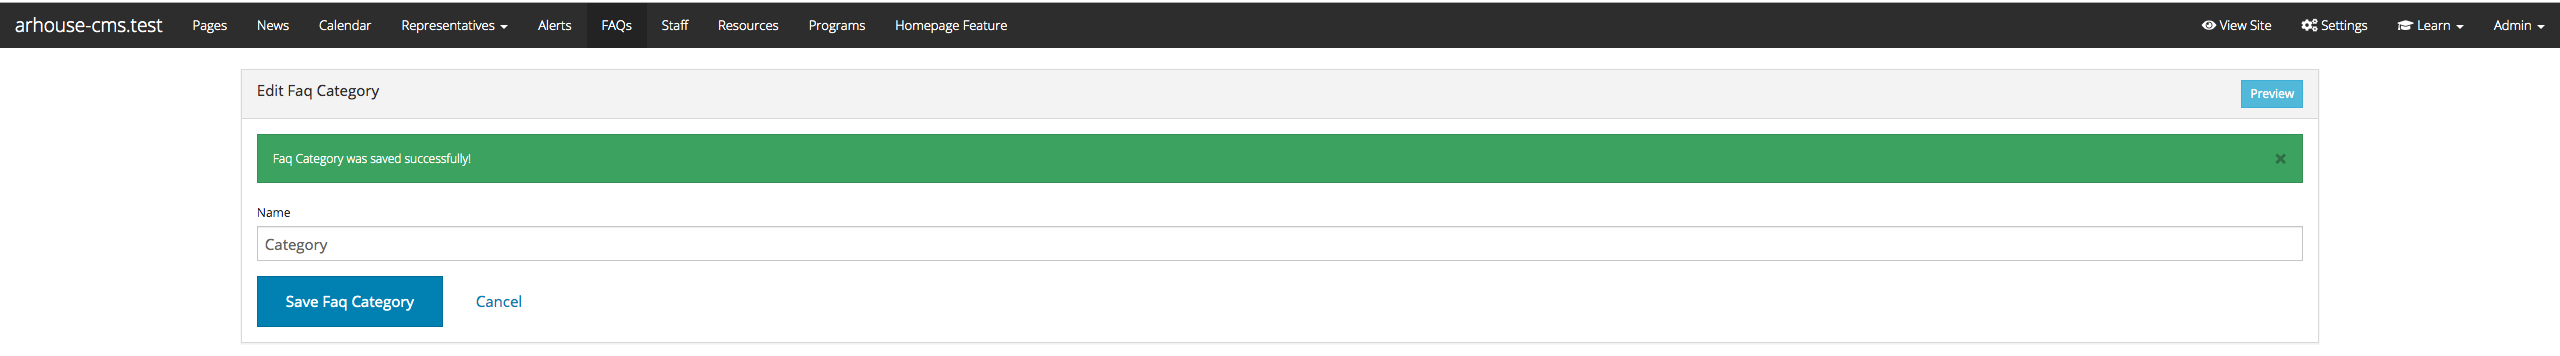 arhouse-cms.test Pages News Calendar Representatives Alerts FAQs Staff Resources Programs Homepage Feature View Site Settings Learn Admin
Edit Faq Category Preview
Faq Category was saved successfully! ×
Name
Category
Save Faq Category Cancel